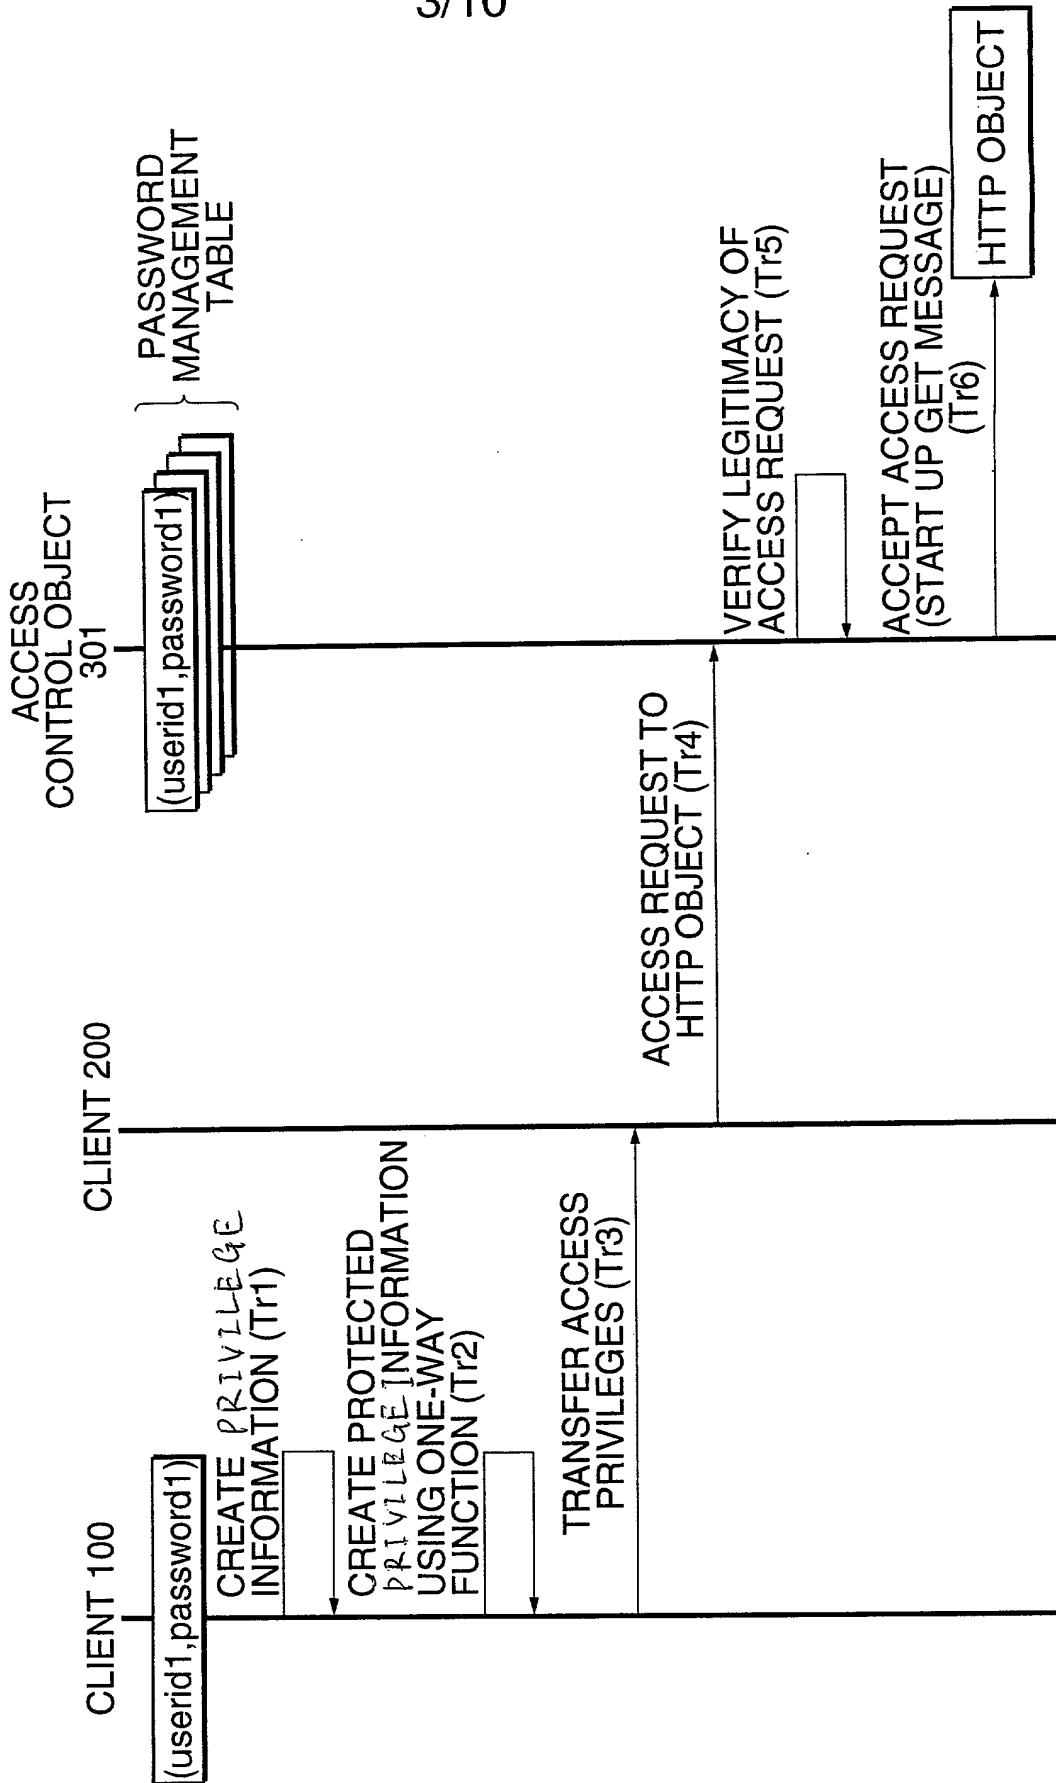 3/10
ACCESS
CONTROL OBJECT
301
(userid1,password1)
PASSWORD
MANAGEMENT
TABLE
CLIENT 200
CLIENT 100
(userid1,password1)
CREATE PRIVILEGE
INFORMATION (Tr1)
CREATE PROTECTED
PRIVILEGE INFORMATION
USING ONE-WAY
FUNCTION (Tr2)
TRANSFER ACCESS
PRIVILEGES (Tr3)
ACCESS REQUEST TO
HTTP OBJECT (Tr4)
VERIFY LEGITIMACY OF
ACCESS REQUEST (Tr5)
ACCEPT ACCESS REQUEST
(START UP GET MESSAGE)
(Tr6)
HTTP OBJECT